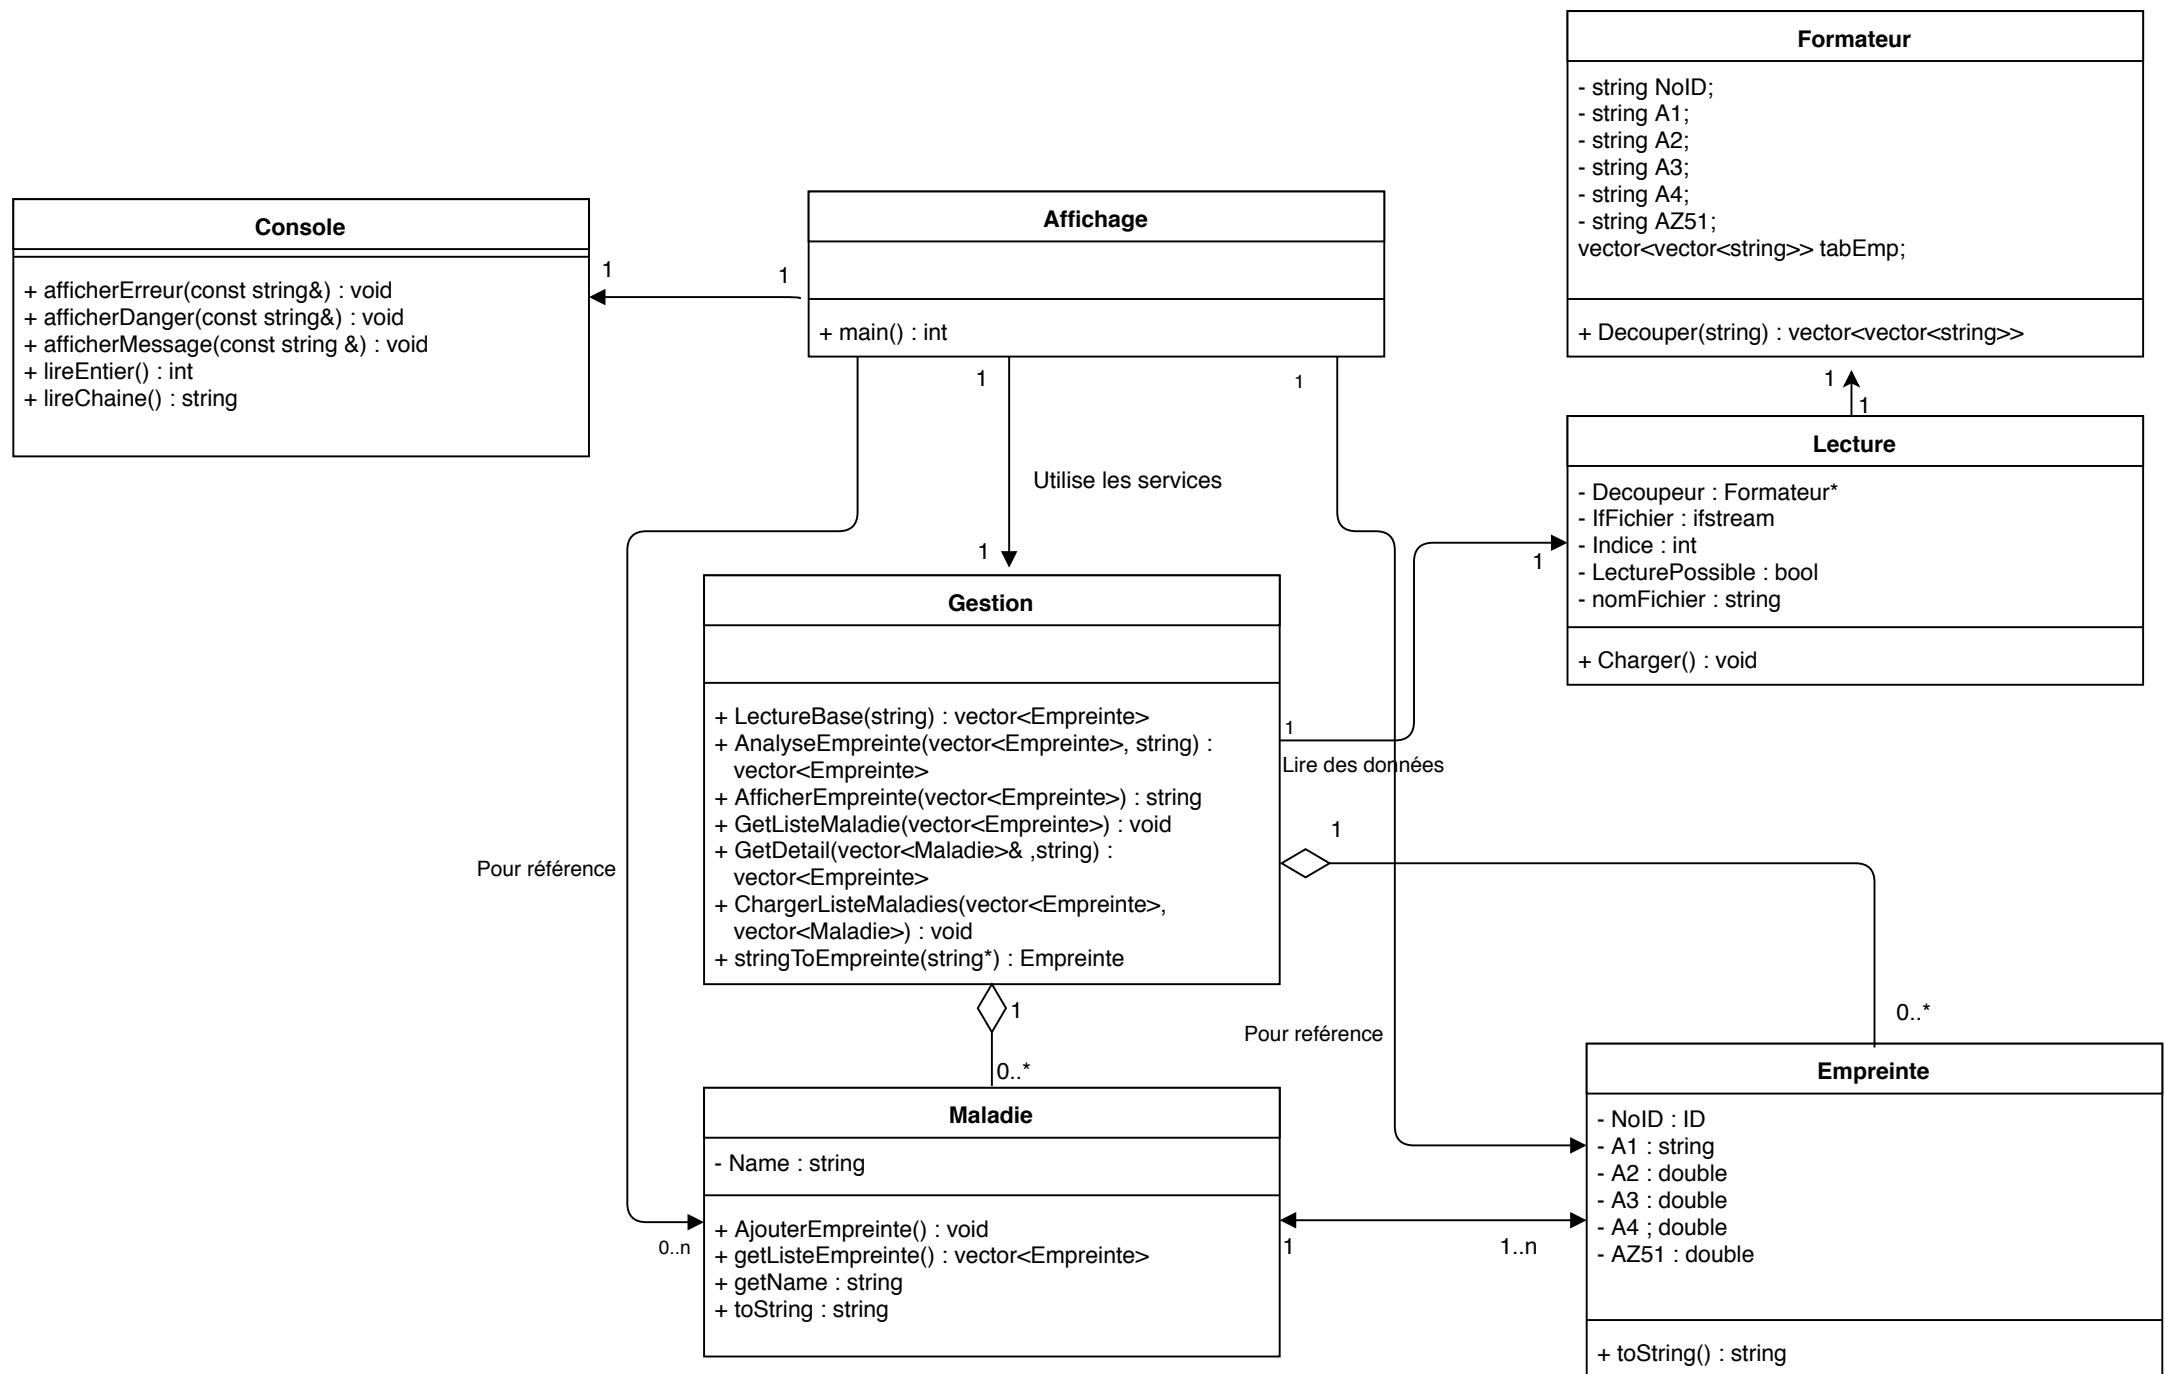 Formateur
- string NoID;
- string A1;
- string A2;
- string A3;
- string A4;
- string AZ51;
vector<vector<string>> tabEmp;
+ Decouper(string) : vector<vector<string>>
Console
+ afficherErreur(const string&) : void
+ afficherDanger(const string&) : void
+ afficherMessage(const string &) : void
+ lireEntier() : int
+ lireChaine() : string
1
1
Affichage
+ main() : int
1
1
1
1
Utilise les services
1
Lecture
- Decoupeur : Formateur*
- IfFichier : ifstream
- Indice : int
- LecturePossible : bool
- nomFichier : string
+ Charger() : void
1
Gestion
+ LectureBase(string) : vector<Empreinte>
+ AnalyseEmpreinte(vector<Empreinte>, string) :
vector<Empreinte>
+ AfficherEmpreinte(vector<Empreinte>) : string
+ GetListeMaladie(vector<Empreinte>) : void
+ GetDetail(vector<Maladie>& ,string) :
vector<Empreinte>
+ ChargerListeMaladies(vector<Empreinte>,
vector<Maladie>) : void
+ stringToEmpreinte(string*) : Empreinte
1
Lire des données
1
Pour référence
1
0..*
Pour reférence
0..*
Maladie
- Name : string
+ AjouterEmpreinte() : void
+ getListeEmpreinte() : vector<Empreinte>
+ getName : string
+ toString : string
0..n
1
1..n
Empreinte
- NoID : ID
- A1 : string
- A2 : double
- A3 : double
- A4 ; double
- AZ51 : double
+ toString() : string